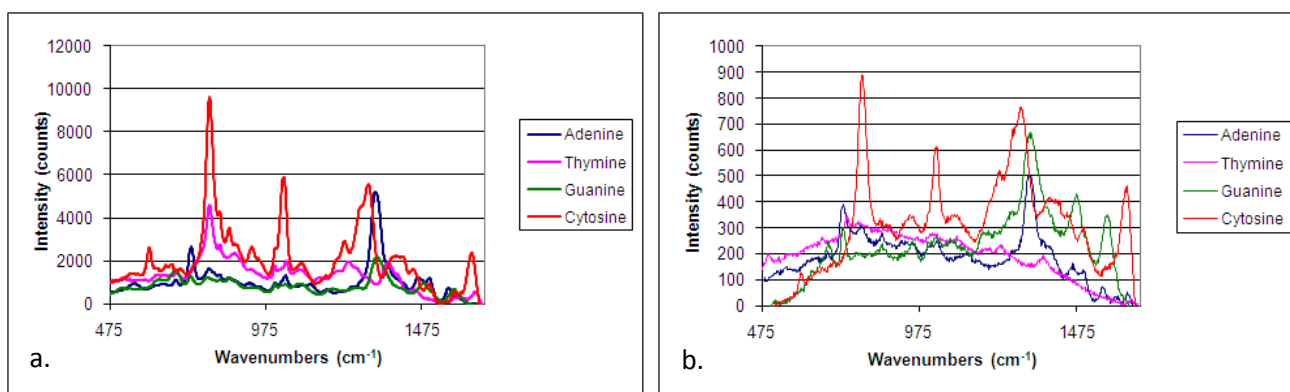 12000
10000
8000
6000
4000
2000
0
Intensity (counts)
475 975 1475
Wavenumbers (cm-1)
Adenine
Thymine
Guanine
Cytosine
a.
1000
900
800
700
600
500
400
300
200
100
0
Intensity (counts)
475 975 1475
Wavenumbers (cm-1)
Adenine
Thymine
Guanine
Cytosine
b.